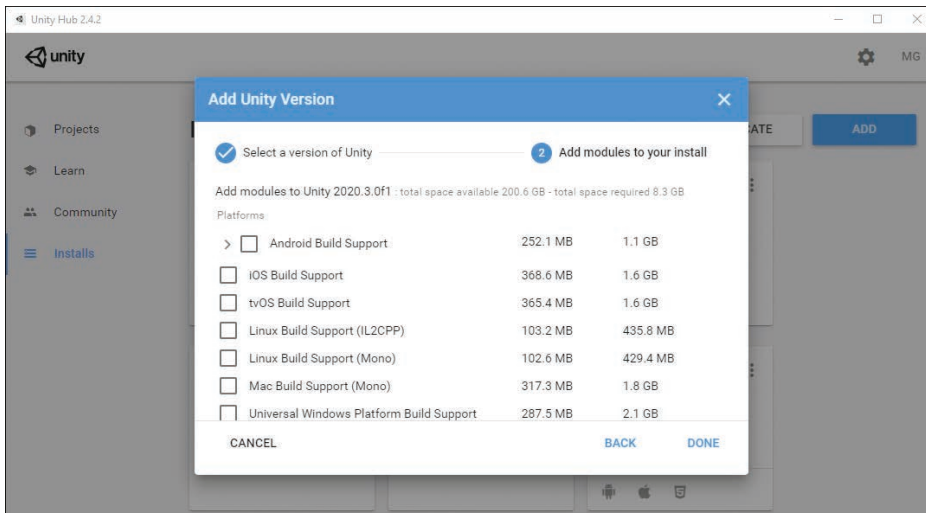 Unity Hub 2.4.2
unity
MG
Projects
Learn
Community
Installs
ATE
ADD
Add Unity Version
Select a version of Unity
2 Add modules to your install
Add modules to Unity 2020.3.0f1 : total space available 200.6 GB - total space required 8.3 GB
Platforms
Android Build Support 252.1 MB 1.1 GB
iOS Build Support 368.6 MB 1.6 GB
tvOS Build Support 365.4 MB 1.6 GB
Linux Build Support (IL2CPP) 103.2 MB 435.8 MB
Linux Build Support (Mono) 102.6 MB 429.4 MB
Mac Build Support (Mono) 317.3 MB 1.8 GB
Universal Windows Platform Build Support 287.5 MB 2.1 GB
CANCEL BACK DONE